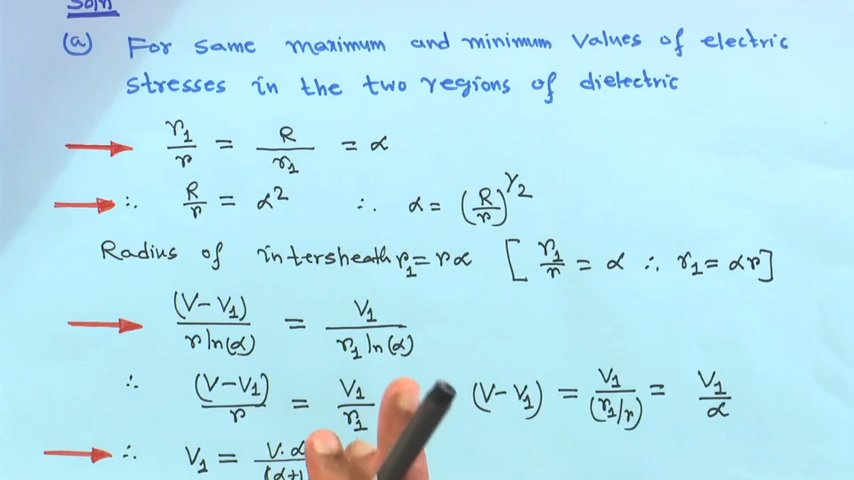 Soln
(a) For same maximum and minimum values of electric
stresses in the two regions of dielectric
r₁/r = R/r₁ = α
∴ R/r = α² ∴ α = (R/r)^1/2
Radius of intersheath r₁ = rα [ r₁/r = α ∴ r₁ = αr ]
(V-V₁)/(r ln(α)) = V₁/(r₁ ln(α))
∴ (V-V₁)/r = V₁/r₁ (V-V₁) = V₁/(r₁/r) = V₁/α
∴ V₁ = V.α/(α+1